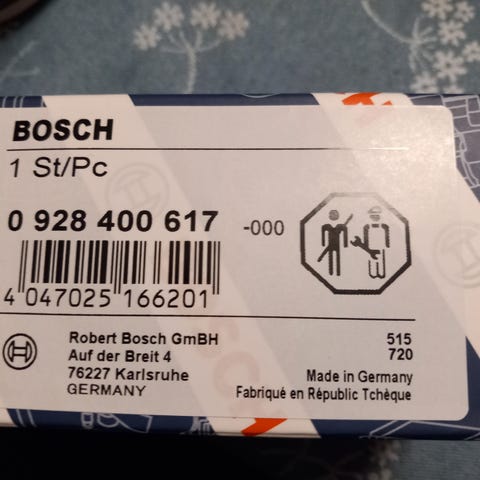 BOSCH
1 St/Pc
0 928 400 617 -000
4 047025 166201
Robert Bosch GmBH
Auf der Breit 4
76227 Karlsruhe
GERMANY
515
720
Made in Germany
Fabriqué en Républic Tchèque